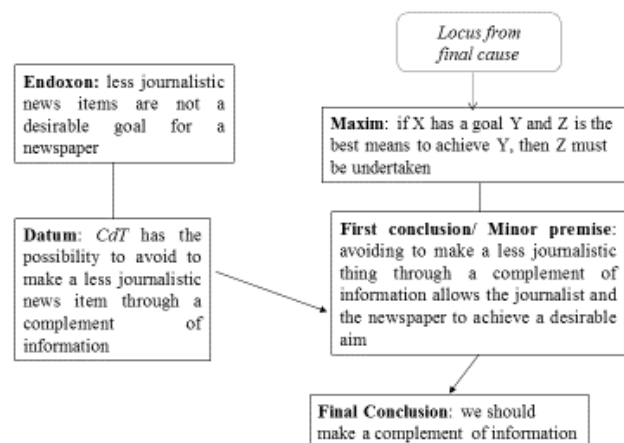 Locus from
final cause
Endoxon: less journalistic
news items are not a
desirable goal for a
newspaper
Maxim: if X has a goal Y and Z is the
best means to achieve Y, then Z must
be undertaken
Datum: CdT has the
possibility to avoid to
make a less journalistic
news item through a
complement of
information
First conclusion/ Minor premise:
avoiding to make a less journalistic
thing through a complement of
information allows the journalist and
the newspaper to achieve a desirable
aim
Final Conclusion: we should
make a complement of information